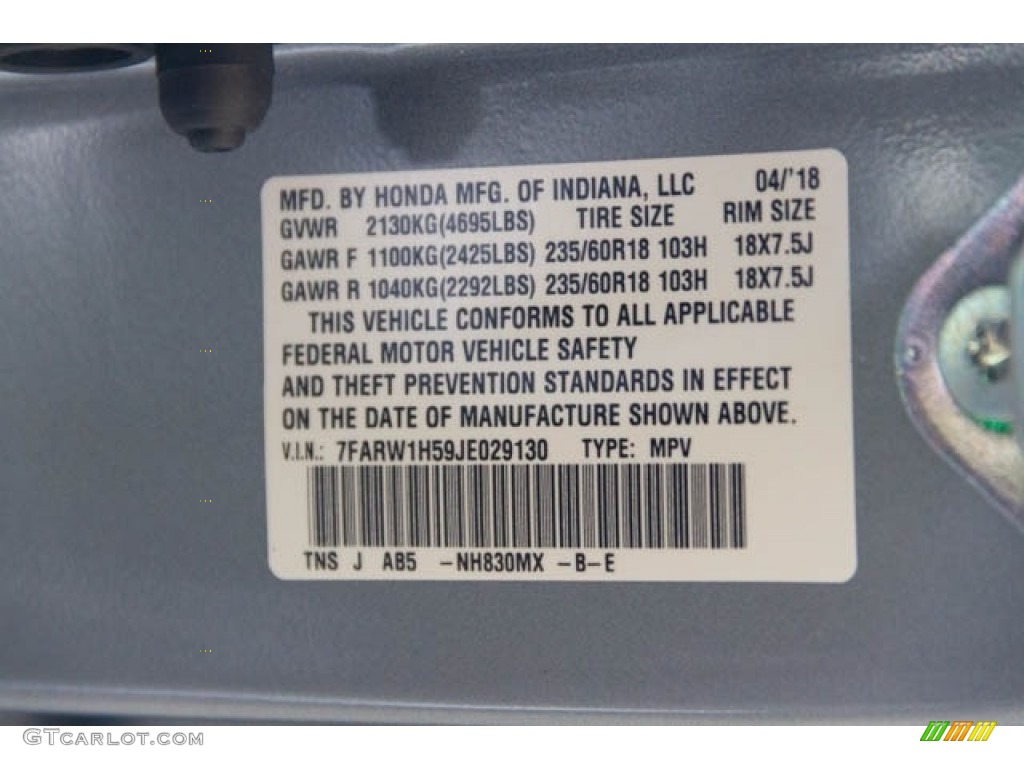 MFD. BY HONDA MFG. OF INDIANA, LLC 04/'18
GVWR 2130KG(4695LBS) TIRE SIZE RIM SIZE
GAWR F 1100KG(2425LBS) 235/60R18 103H 18X7.5J
GAWR R 1040KG(2292LBS) 235/60R18 103H 18X7.5J
THIS VEHICLE CONFORMS TO ALL APPLICABLE
FEDERAL MOTOR VEHICLE SAFETY
AND THEFT PREVENTION STANDARDS IN EFFECT
ON THE DATE OF MANUFACTURE SHOWN ABOVE.
V.I.N.: 7FARW1H59JE029130 TYPE: MPV
TNS J AB5 -NH830MX -B-E
GTCARLOT.COM